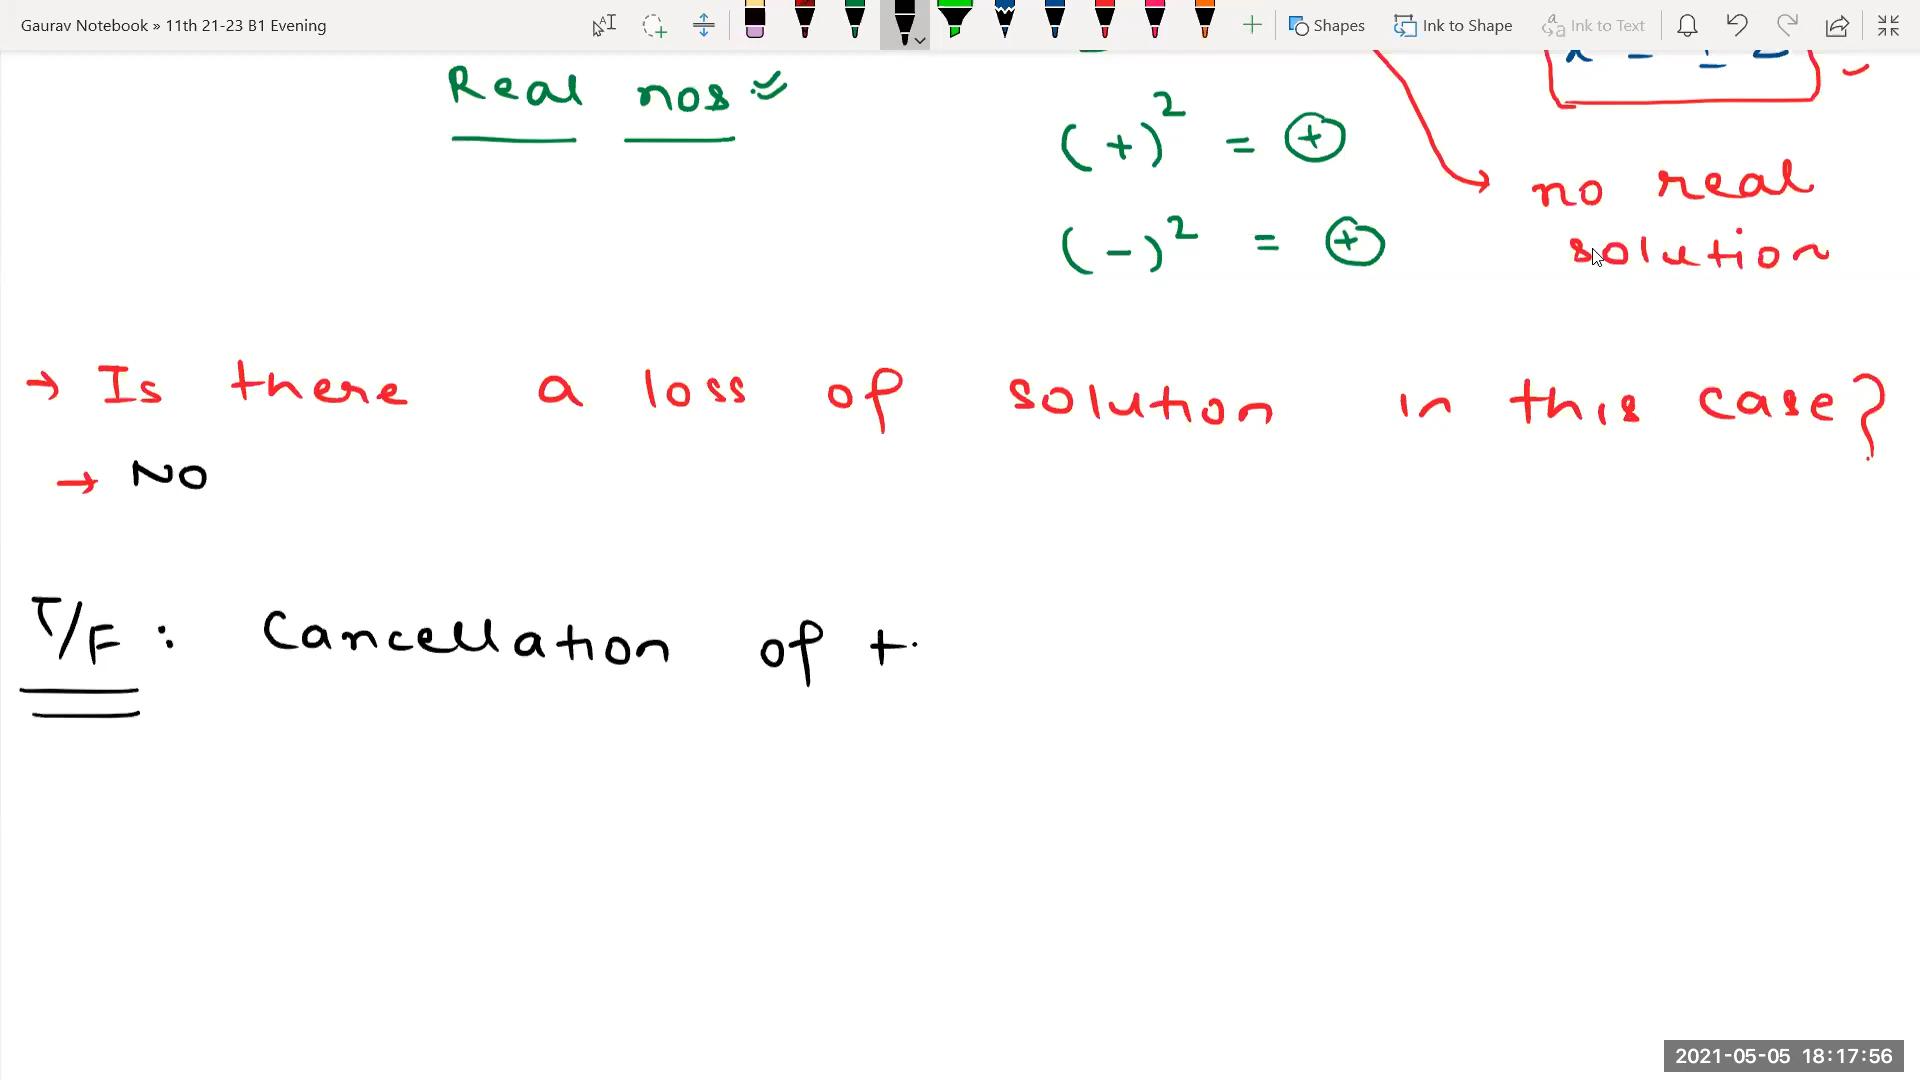 Gaurav Notebook » 11th 21-23 B1 Evening
Shapes Ink to Shape Ink to Text
Real nos
(+)² = +
(-)² = +
no real
solution
→ Is there a loss of solution in this case?
→ NO
T/F : Cancellation of
2021-05-05 18:17:56